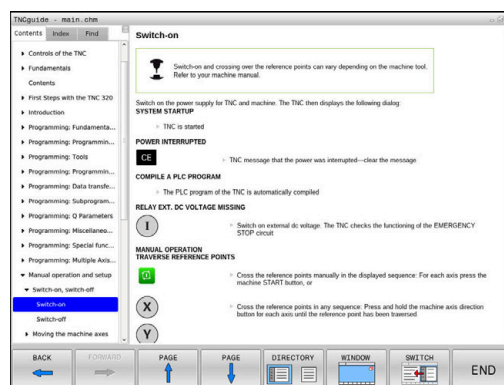 TNCguide - main.chm
Contents Index Find
Controls of the TNC
Fundamentals
Contents
First Steps with the TNC 320
Introduction
Programming: Fundamenta...
Programming: Programmin...
Programming: Tools
Programming: Programmin...
Programming: Data transfe...
Programming: Subprogram...
Programming: Q Parameters
Programming: Miscellaneo...
Programming: Special func...
Programming: Multiple Axis...
Manual operation and setup
Switch-on, switch-off
Switch-on
Switch-off
Moving the machine axes
Switch-on
Switch-on and crossing over the reference points can vary depending on the machine tool.
Refer to your machine manual.
Switch on the power supply for TNC and machine. The TNC then displays the following dialog:
SYSTEM STARTUP
TNC is started
POWER INTERRUPTED
CE
TNC message that the power was interrupted—clear the message
COMPILE A PLC PROGRAM
The PLC program of the TNC is automatically compiled
RELAY EXT. DC VOLTAGE MISSING
I
Switch on external dc voltage. The TNC checks the functioning of the EMERGENCY
STOP circuit
MANUAL OPERATION
TRAVERSE REFERENCE POINTS
Cross the reference points manually in the displayed sequence: For each axis press the
machine START button, or
X
Cross the reference points in any sequence: Press and hold the machine axis direction
button for each axis until the reference point has been traversed
Y
BACK FORWARD PAGE PAGE DIRECTORY WINDOW SWITCH END